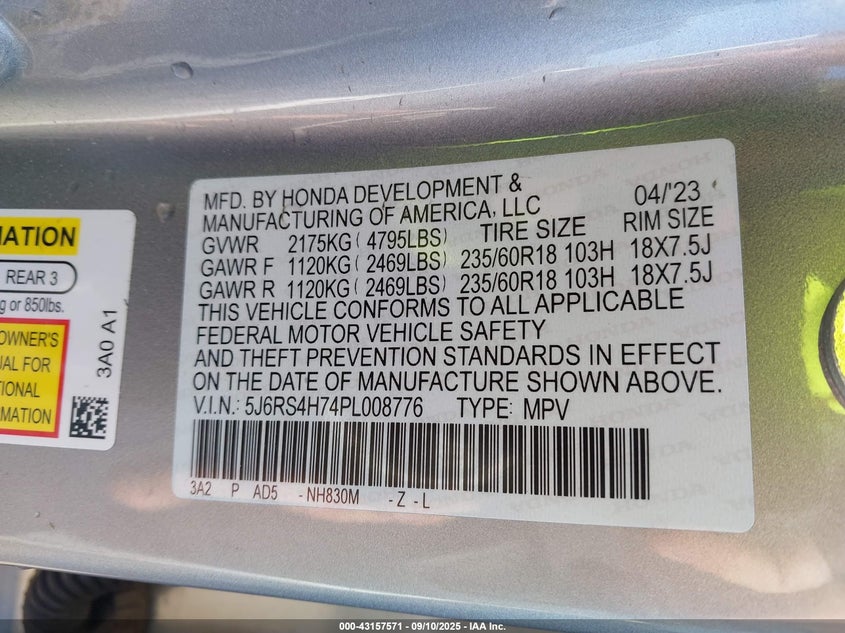 MFD. BY HONDA DEVELOPMENT & 04/'23
MANUFACTURING OF AMERICA, LLC TIRE SIZE RIM SIZE
GVWR 2175KG ( 4795LBS)
GAWR F 1120KG ( 2469LBS) 235/60R18 103H 18X7.5J
GAWR R 1120KG ( 2469LBS) 235/60R18 103H 18X7.5J
THIS VEHICLE CONFORMS TO ALL APPLICABLE
FEDERAL MOTOR VEHICLE SAFETY
AND THEFT PREVENTION STANDARDS IN EFFECT
ON THE DATE OF MANUFACTURE SHOWN ABOVE.
V.I.N.: 5J6RS4H74PL008776 TYPE: MPV
3A2 P AD5 -NH830M -Z -L
MATION
REAR 3
or 850lbs.
OWNER'S
FOR
MATION
3A0 A1
000-43157571 — 09/10/2025 — IAA Inc.